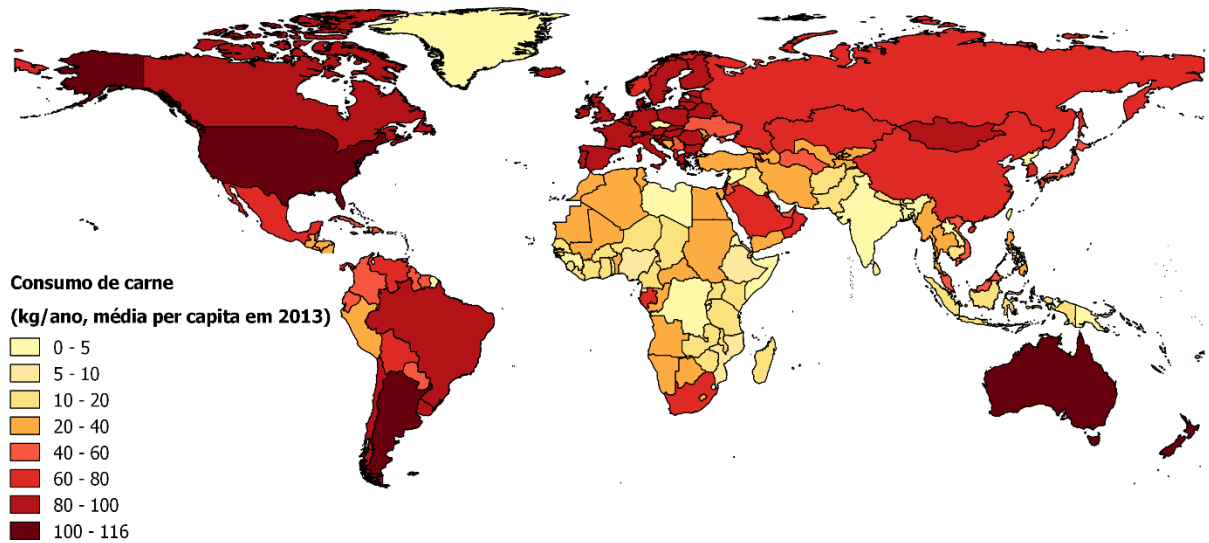 Consumo de carne
(kg/ano, média per capita em 2013)
0 - 5
5 - 10
10 - 20
20 - 40
40 - 60
60 - 80
80 - 100
100 - 116